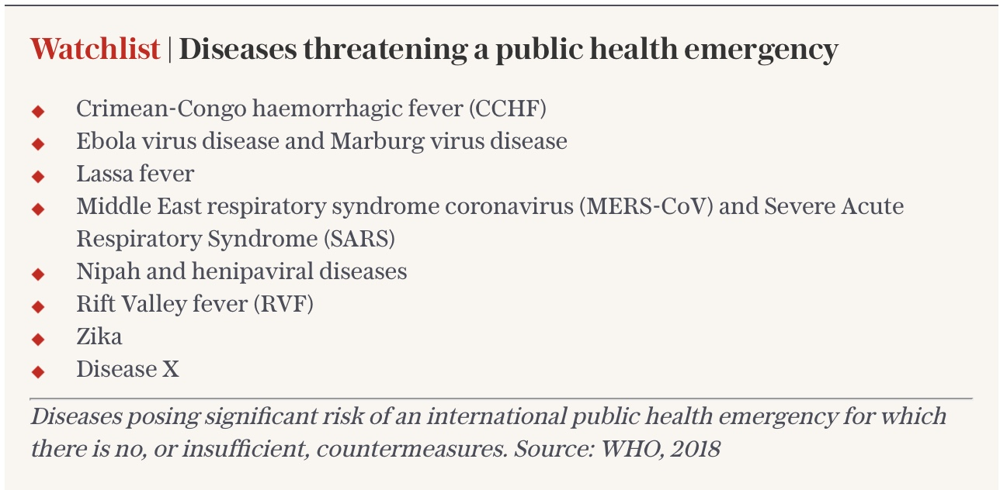 Watchlist | Diseases threatening a public health emergency
Crimean-Congo haemorrhagic fever (CCHF)
Ebola virus disease and Marburg virus disease
Lassa fever
Middle East respiratory syndrome coronavirus (MERS-CoV) and Severe Acute
Respiratory Syndrome (SARS)
Nipah and henipaviral diseases
Rift Valley fever (RVF)
Zika
Disease X
Diseases posing significant risk of an international public health emergency for which
there is no, or insufficient, countermeasures. Source: WHO, 2018